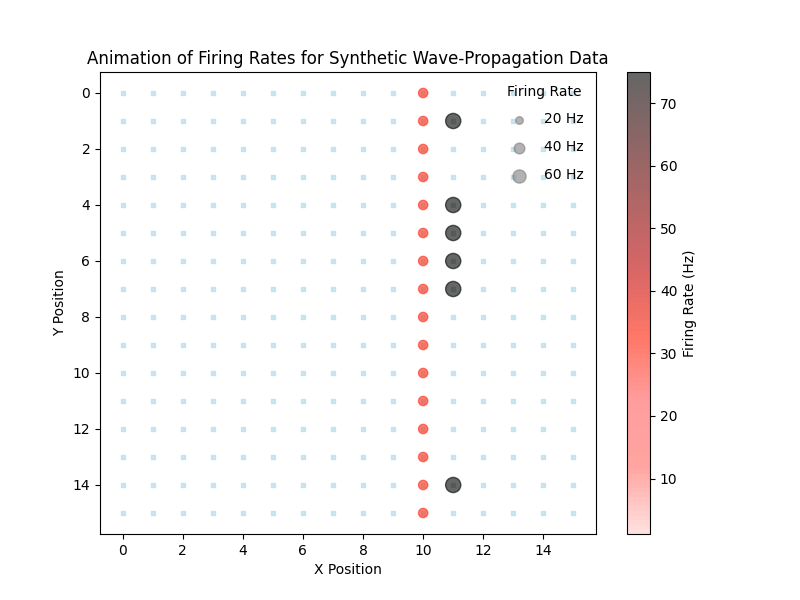 Animation of Firing Rates for Synthetic Wave-Propagation Data
Firing Rate
20 Hz
40 Hz
60 Hz
0
2
4
6
8
10
12
14
Y Position
0
2
4
6
8
10
12
14
X Position
70
60
50
40
30
20
10
Firing Rate (Hz)